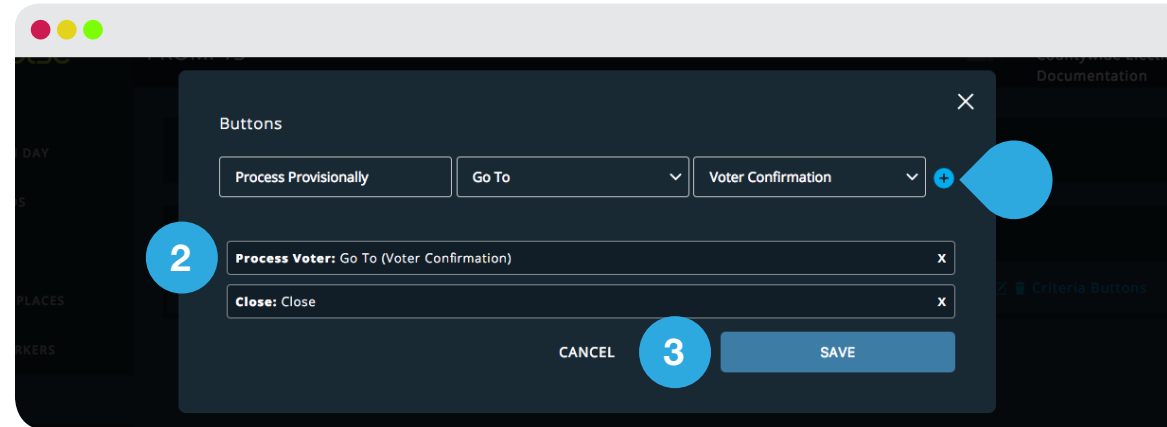 Documentation
Buttons
DAY
Process Provisionally
Go To
Voter Confirmation
2
Process Voter: Go To (Voter Confirmation)
x
PLACES
Close: Close
x
Criteria Buttons
RKERS
CANCEL
3
SAVE